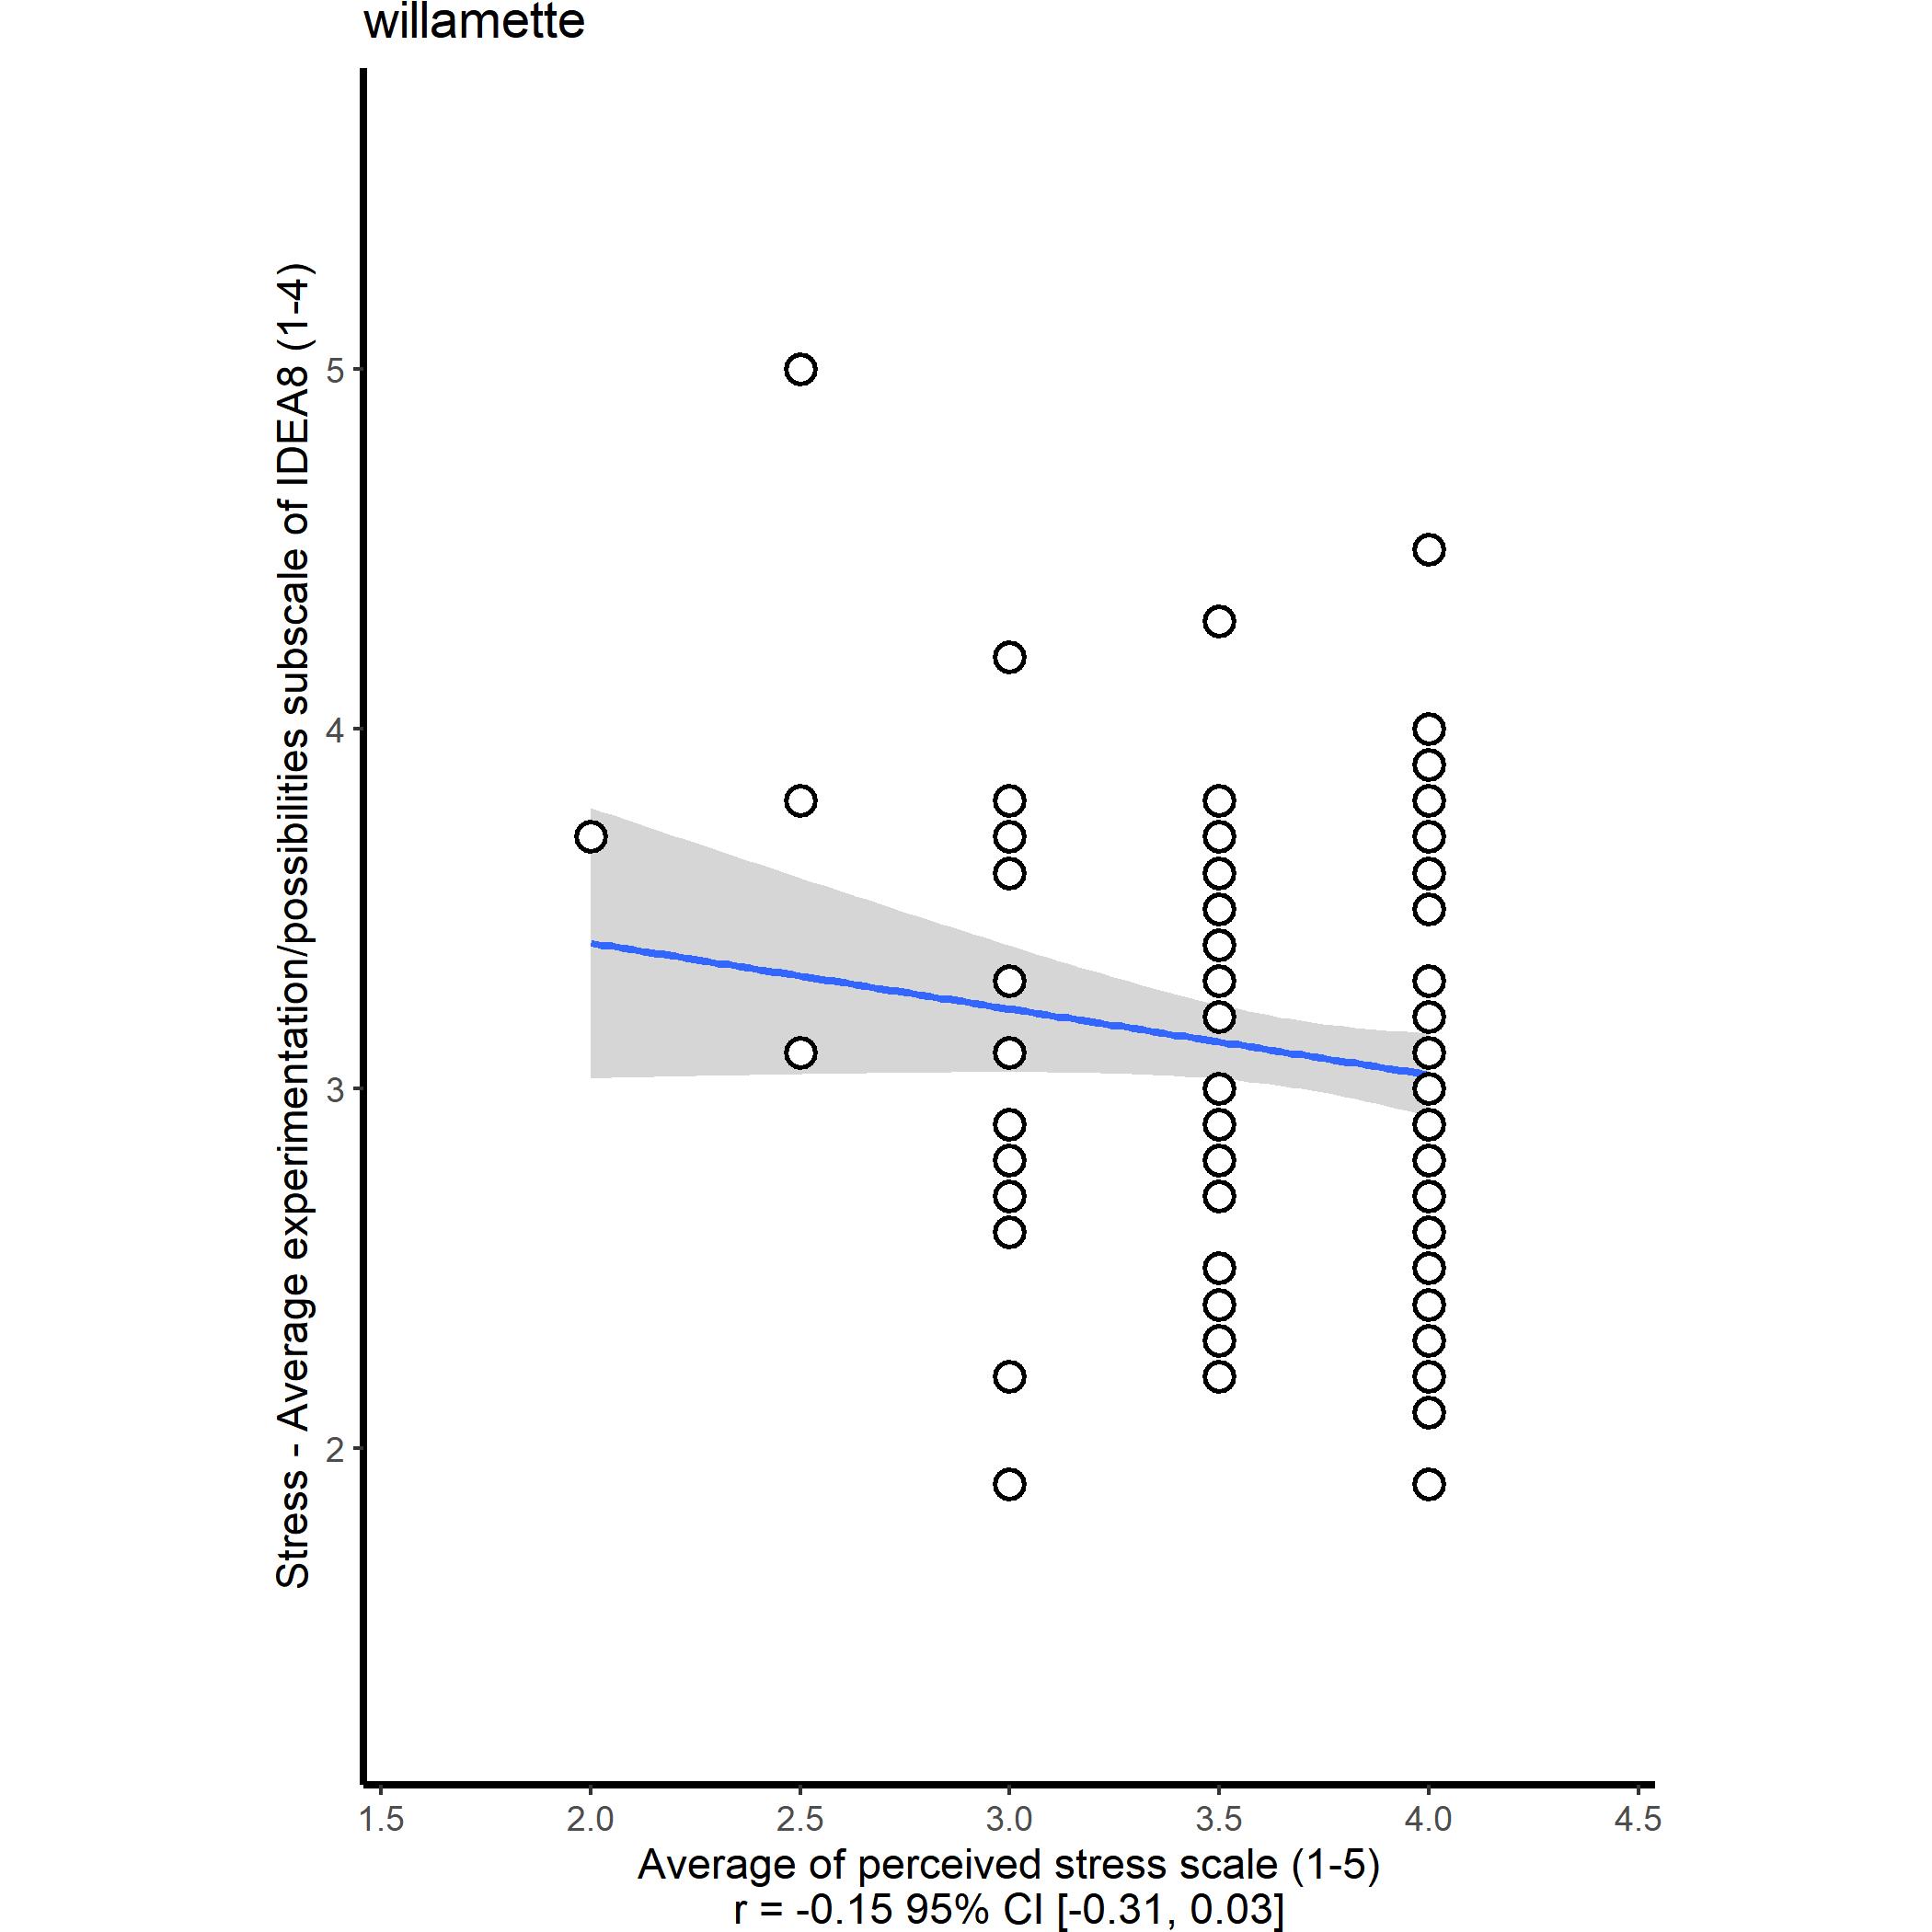 willamette
Stress - Average experimentation/possibilities subscale of IDEA8 (1-4)
5
4
3
2
1.5 2.0 2.5 3.0 3.5 4.0 4.5
Average of perceived stress scale (1-5)
r = -0.15 95% CI [-0.31, 0.03]